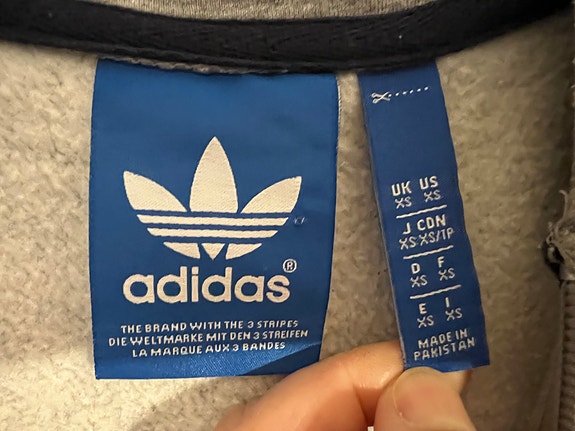 adidas®
THE BRAND WITH THE 3 STRIPES
DIE WELTMARKE MIT DEN 3 STREIFEN
LA MARQUE AUX 3 BANDES
UK US
XS XS
J CDN
XS XS/TP
D F
XS XS
E I
XS XS
MADE IN
PAKISTAN